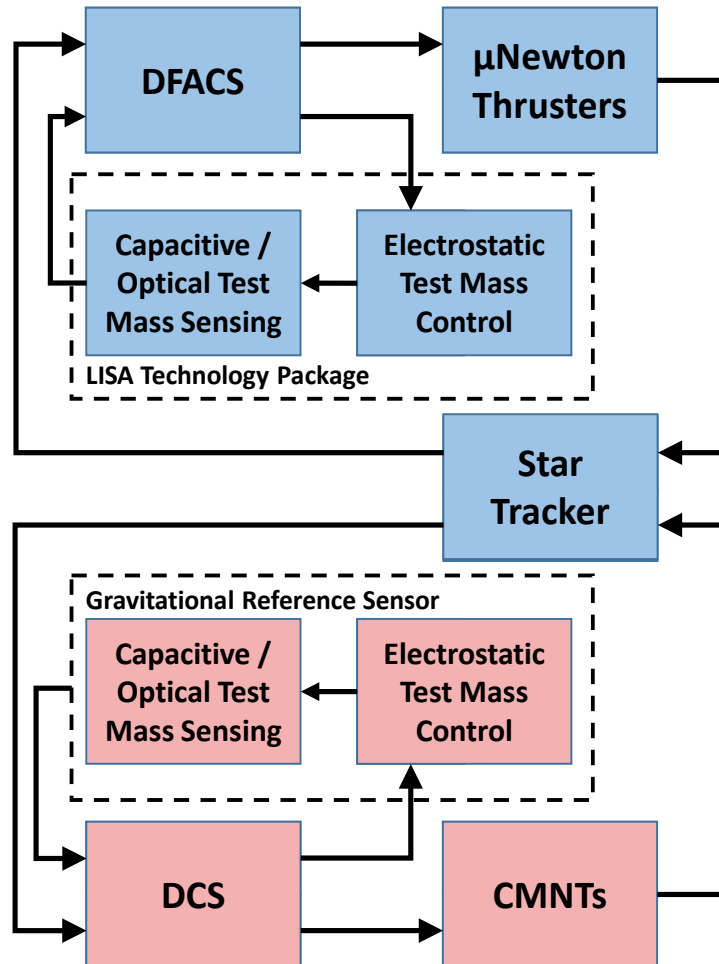 DFACS
µNewton
Thrusters
Capacitive /
Optical Test
Mass Sensing
Electrostatic
Test Mass
Control
LISA Technology Package
Star
Tracker
Gravitational Reference Sensor
Capacitive /
Optical Test
Mass Sensing
Electrostatic
Test Mass
Control
DCS
CMNTs